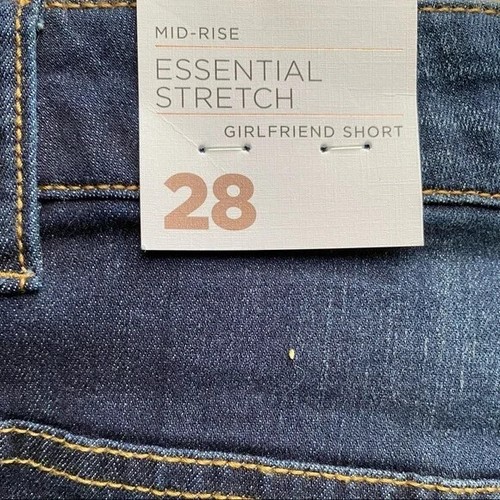 MID-RISE
ESSENTIAL
STRETCH
GIRLFRIEND SHORT
28